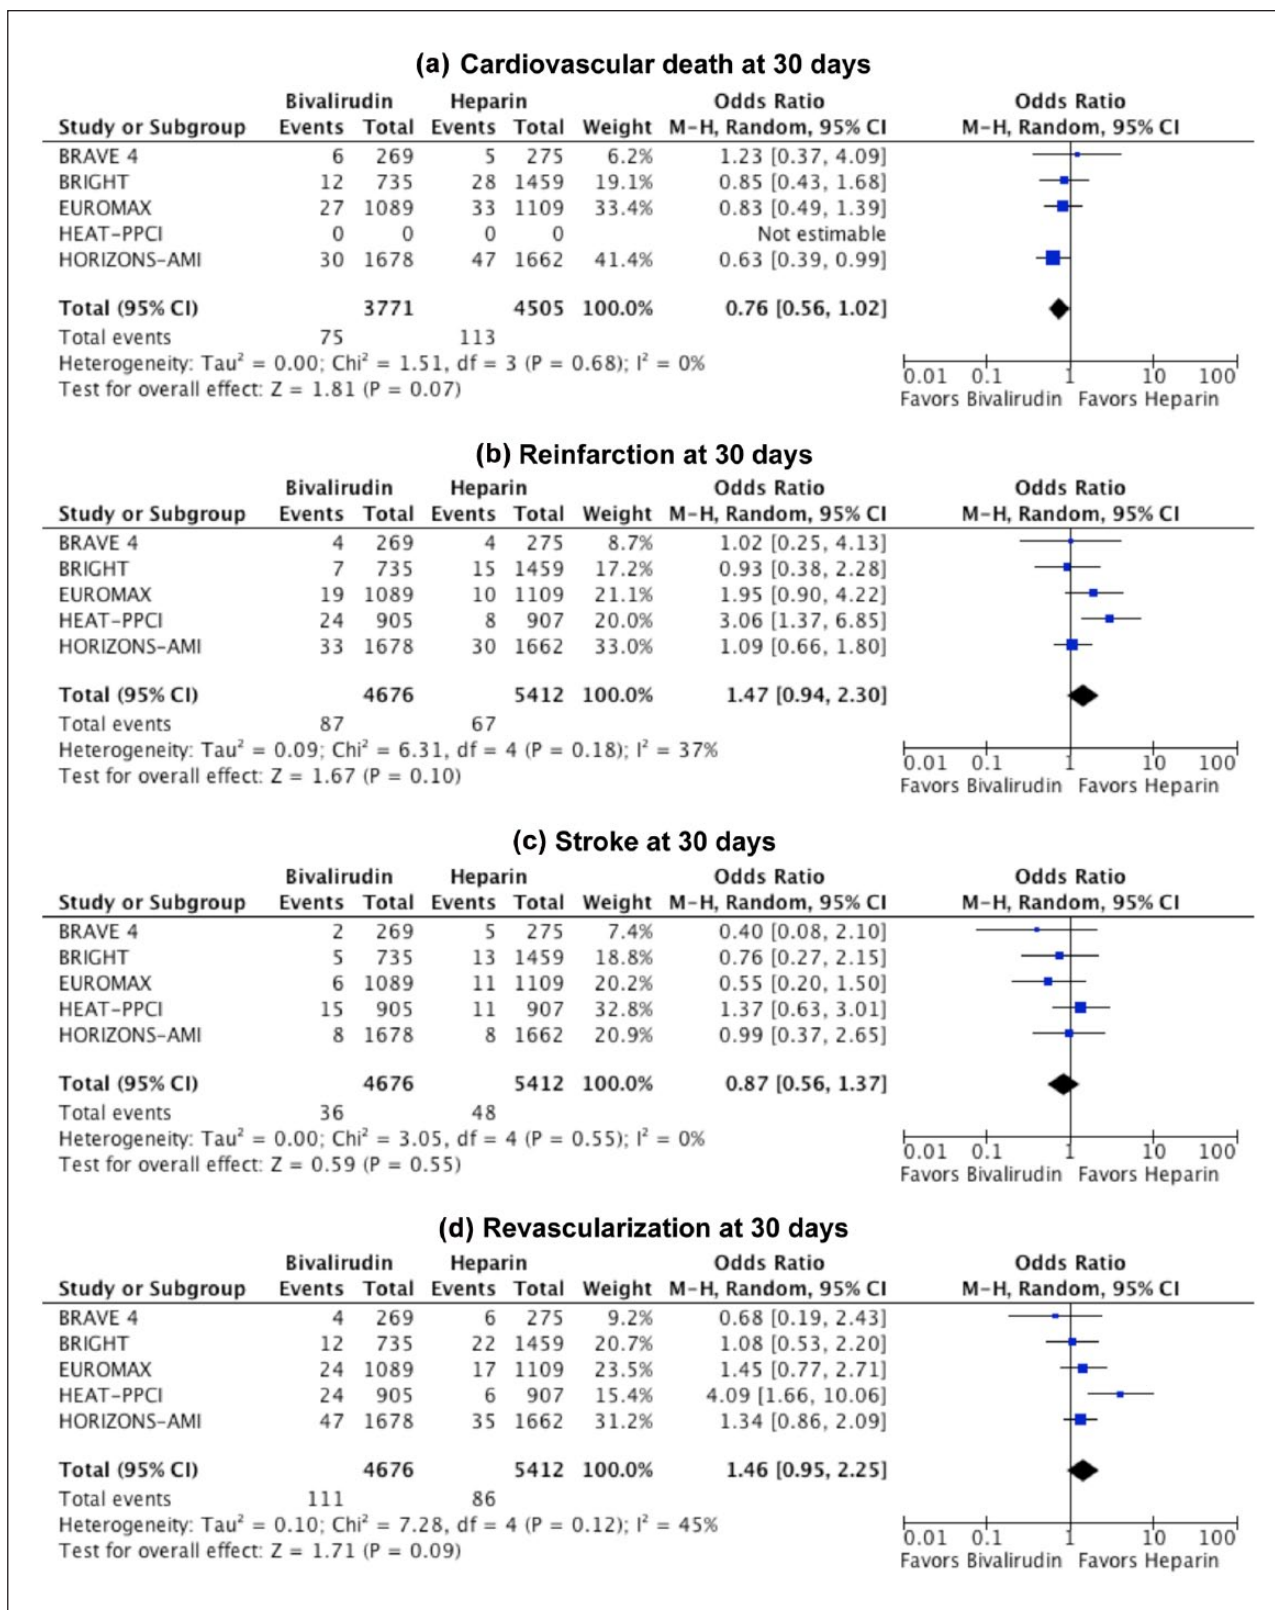 (a) Cardiovascular death at 30 days
Bivalirudin Heparin Odds Ratio Odds Ratio
Study or Subgroup Events Total Events Total Weight M-H, Random, 95% CI M-H, Random, 95% CI
BRAVE 4 6 269 5 275 6.2% 1.23 [0.37, 4.09]
BRIGHT 12 735 28 1459 19.1% 0.85 [0.43, 1.68]
EUROMAX 27 1089 33 1109 33.4% 0.83 [0.49, 1.39]
HEAT-PPCI 0 0 0 0 Not estimable
HORIZONS-AMI 30 1678 47 1662 41.4% 0.63 [0.39, 0.99]
Total (95% CI) 3771 4505 100.0% 0.76 [0.56, 1.02]
Total events 75 113
Heterogeneity: Tau² = 0.00; Chi² = 1.51, df = 3 (P = 0.68); I² = 0%
Test for overall effect: Z = 1.81 (P = 0.07)
0.01 0.1 1 10 100
Favors Bivalirudin Favors Heparin
(b) Reinfarction at 30 days
Bivalirudin Heparin Odds Ratio Odds Ratio
Study or Subgroup Events Total Events Total Weight M-H, Random, 95% CI M-H, Random, 95% CI
BRAVE 4 4 269 4 275 8.7% 1.02 [0.25, 4.13]
BRIGHT 7 735 15 1459 17.2% 0.93 [0.38, 2.28]
EUROMAX 19 1089 10 1109 21.1% 1.95 [0.90, 4.22]
HEAT-PPCI 24 905 8 907 20.0% 3.06 [1.37, 6.85]
HORIZONS-AMI 33 1678 30 1662 33.0% 1.09 [0.66, 1.80]
Total (95% CI) 4676 5412 100.0% 1.47 [0.94, 2.30]
Total events 87 67
Heterogeneity: Tau² = 0.09; Chi² = 6.31, df = 4 (P = 0.18); I² = 37%
Test for overall effect: Z = 1.67 (P = 0.10)
0.01 0.1 1 10 100
Favors Bivalirudin Favors Heparin
(c) Stroke at 30 days
Bivalirudin Heparin Odds Ratio Odds Ratio
Study or Subgroup Events Total Events Total Weight M-H, Random, 95% CI M-H, Random, 95% CI
BRAVE 4 2 269 5 275 7.4% 0.40 [0.08, 2.10]
BRIGHT 5 735 13 1459 18.8% 0.76 [0.27, 2.15]
EUROMAX 6 1089 11 1109 20.2% 0.55 [0.20, 1.50]
HEAT-PPCI 15 905 11 907 32.8% 1.37 [0.63, 3.01]
HORIZONS-AMI 8 1678 8 1662 20.9% 0.99 [0.37, 2.65]
Total (95% CI) 4676 5412 100.0% 0.87 [0.56, 1.37]
Total events 36 48
Heterogeneity: Tau² = 0.00; Chi² = 3.05, df = 4 (P = 0.55); I² = 0%
Test for overall effect: Z = 0.59 (P = 0.55)
0.01 0.1 1 10 100
Favors Bivalirudin Favors Heparin
(d) Revascularization at 30 days
Bivalirudin Heparin Odds Ratio Odds Ratio
Study or Subgroup Events Total Events Total Weight M-H, Random, 95% CI M-H, Random, 95% CI
BRAVE 4 4 269 6 275 9.2% 0.68 [0.19, 2.43]
BRIGHT 12 735 22 1459 20.7% 1.08 [0.53, 2.20]
EUROMAX 24 1089 17 1109 23.5% 1.45 [0.77, 2.71]
HEAT-PPCI 24 905 6 907 15.4% 4.09 [1.66, 10.06]
HORIZONS-AMI 47 1678 35 1662 31.2% 1.34 [0.86, 2.09]
Total (95% CI) 4676 5412 100.0% 1.46 [0.95, 2.25]
Total events 111 86
Heterogeneity: Tau² = 0.10; Chi² = 7.28, df = 4 (P = 0.12); I² = 45%
Test for overall effect: Z = 1.71 (P = 0.09)
0.01 0.1 1 10 100
Favors Bivalirudin Favors Heparin